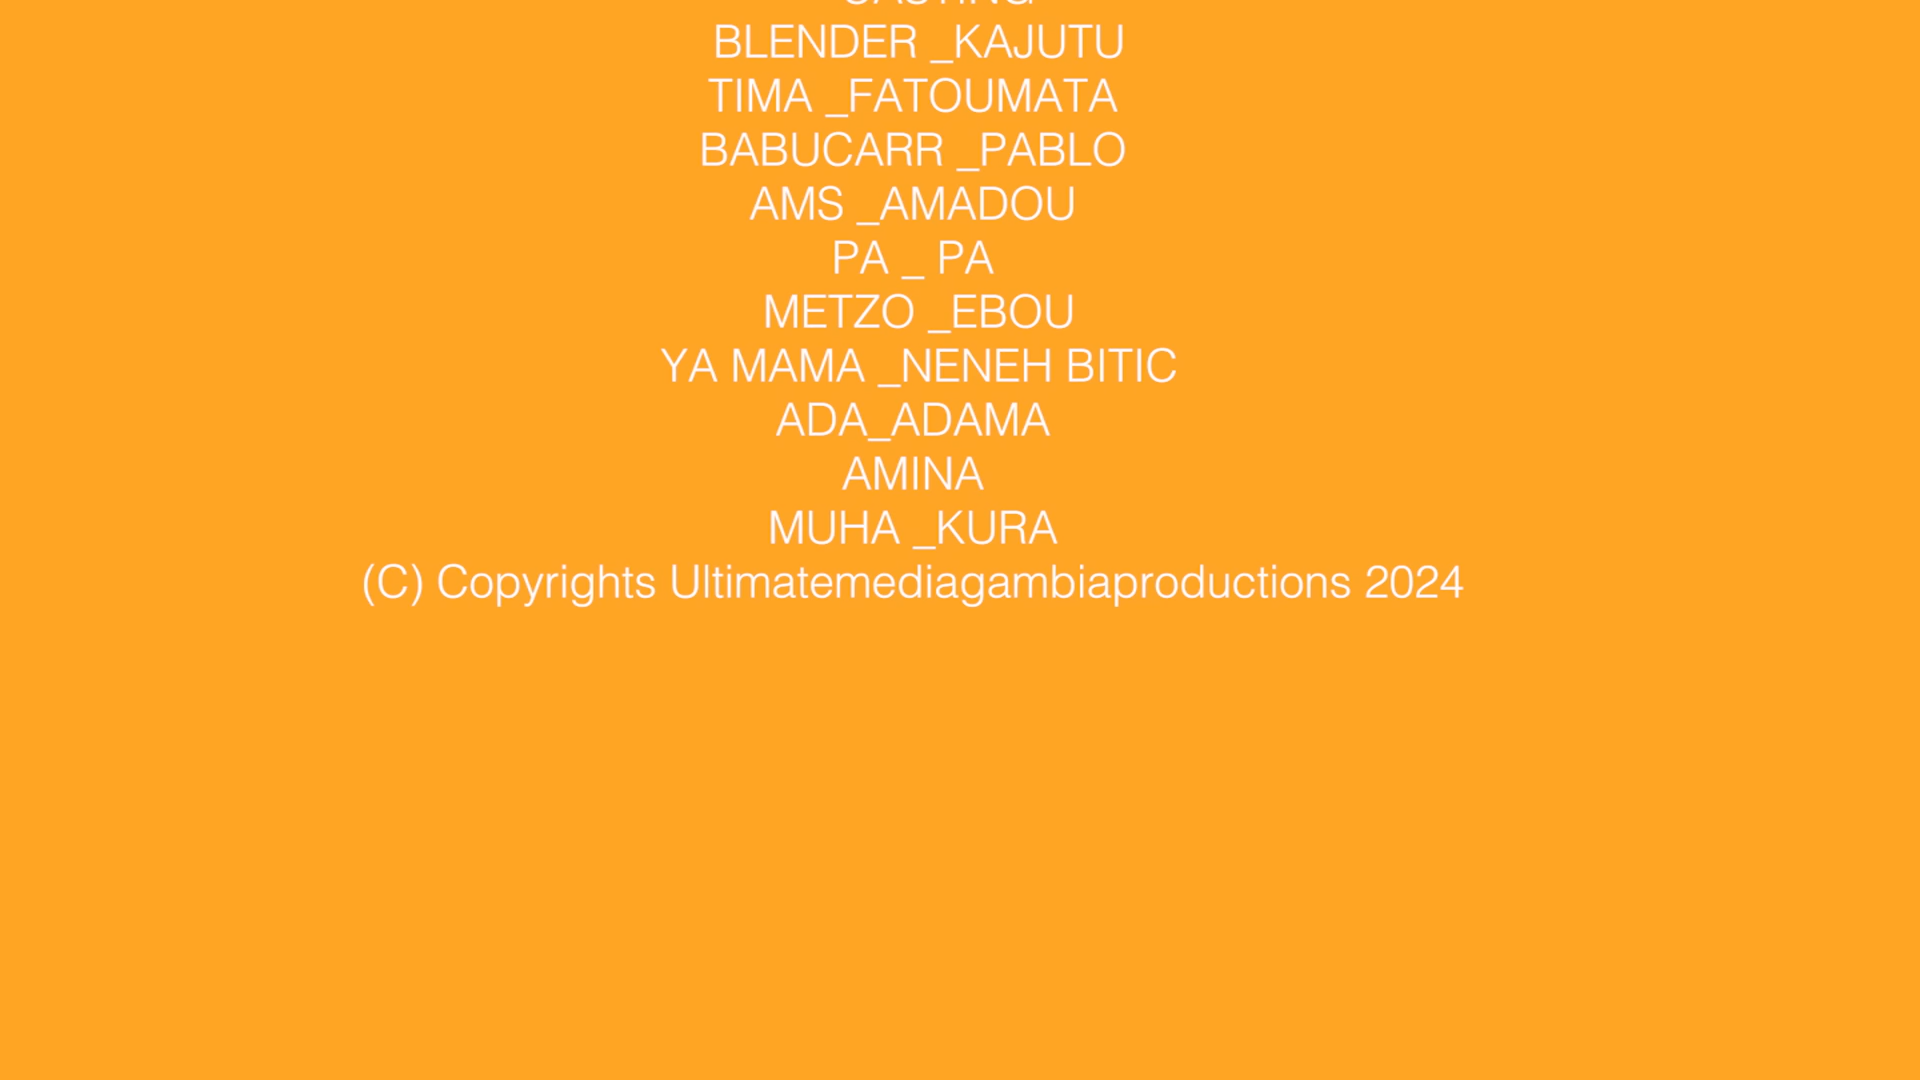 CASTING
BLENDER _KAJUTU
TIMA _FATOUMATA
BABUCARR _PABLO
AMS _AMADOU
PA _ PA
METZO _EBOU
YA MAMA _NENEH BITIC
ADA_ADAMA
AMINA
MUHA _KURA
(C) Copyrights Ultimatemediagambiaproductions 2024